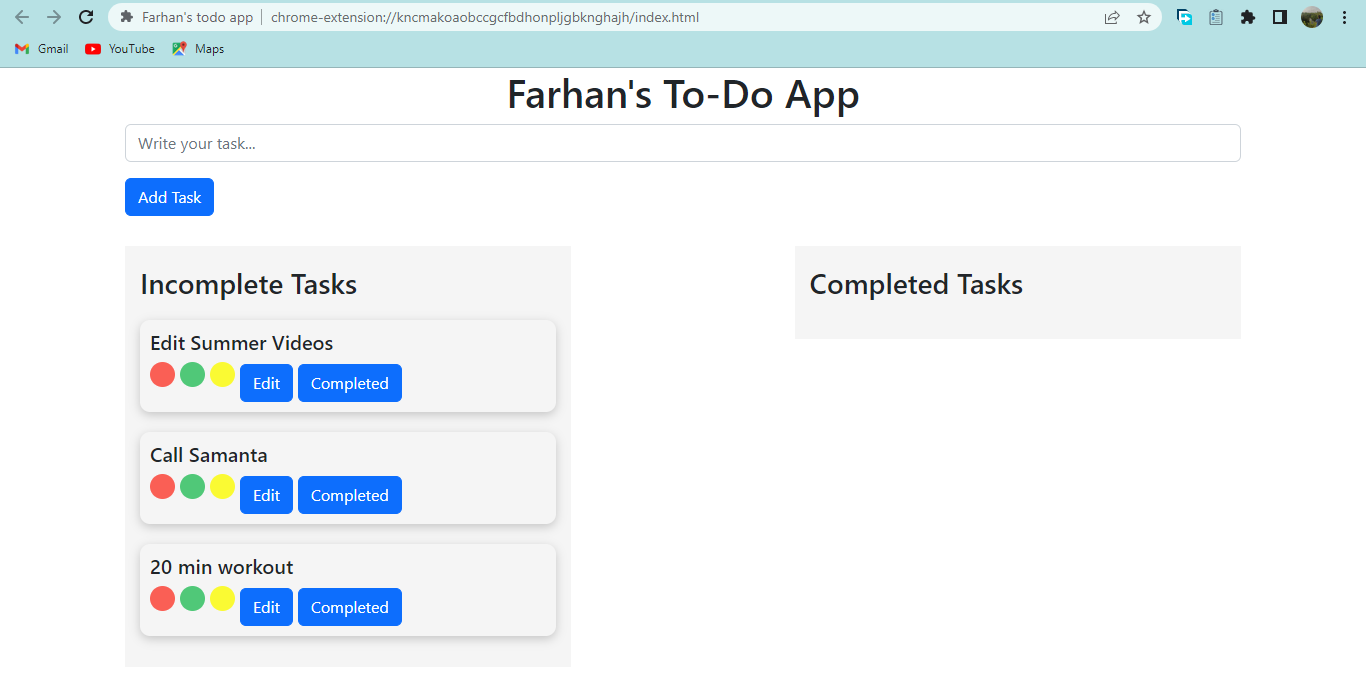 Farhan's todo app | chrome-extension://kncmakoaobccgcfbdhonpljgbknghajh/index.html
Gmail YouTube Maps
Farhan's To-Do App
Write your task...
Add Task
Incomplete Tasks
Edit Summer Videos
Edit Completed
Call Samanta
Edit Completed
20 min workout
Edit Completed
Completed Tasks